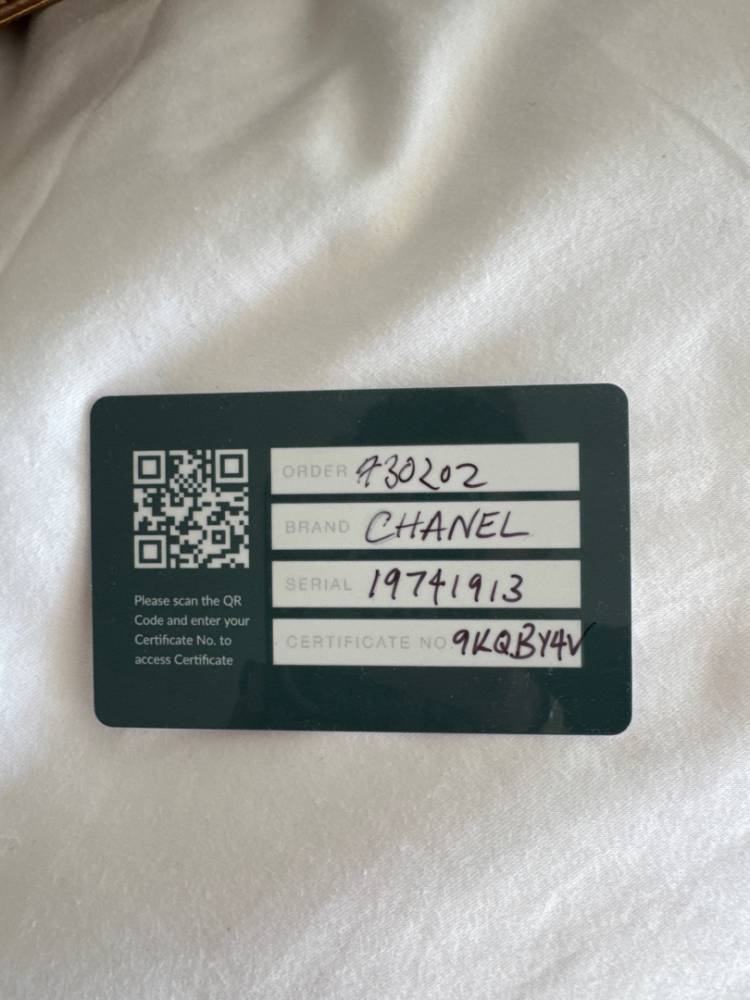 ORDER 930202
BRAND CHANEL
SERIAL 19741913
CERTIFICATE NO. 9KQBY4V
Please scan the QR
Code and enter your
Certificate No. to
access Certificate